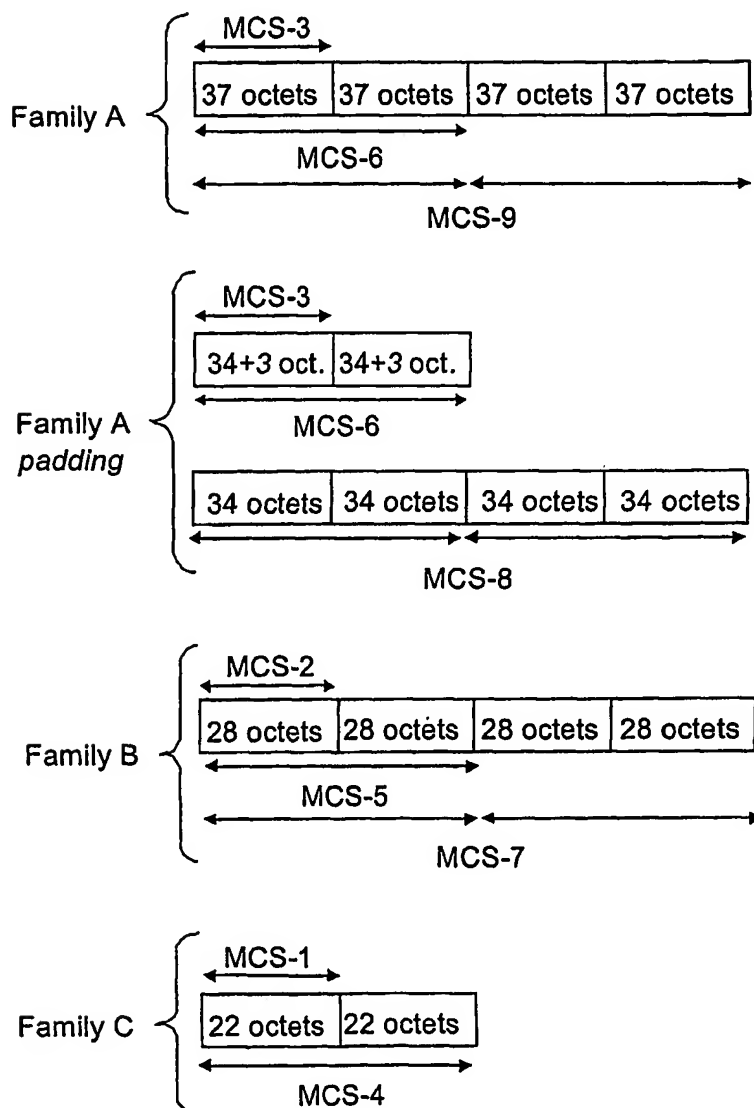 MCS-3
37 octets 37 octets 37 octets 37 octets
Family A
MCS-6
MCS-9
MCS-3
34+3 oct. 34+3 oct.
MCS-6
Family A
padding
34 octets 34 octets 34 octets 34 octets
MCS-8
MCS-2
28 octets 28 octets 28 octets 28 octets
Family B
MCS-5
MCS-7
MCS-1
22 octets 22 octets
Family C
MCS-4